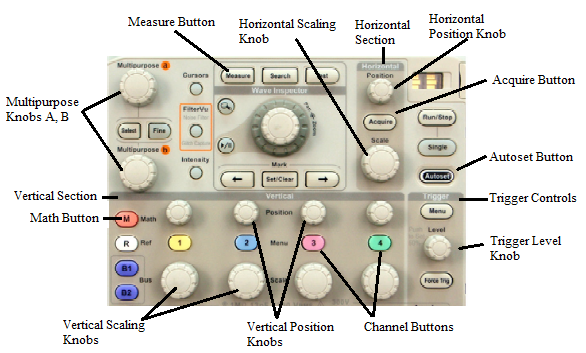 Measure Button
Horizontal Scaling
Knob
Horizontal
Section
Horizontal
Position Knob
Acquire Button
Multipurpose
Knobs A, B
Autoset Button
Vertical Section
Math Button
Trigger Controls
Trigger Level
Knob
Vertical Scaling
Knobs
Vertical Position
Knobs
Channel Buttons
Multipurpose a
Cursors
Measure
Search
Wave Inspector
Horizontal
Position
FilterVu
Acquire
Run/Stop
Select
Fine
Single
Scale
Multipurpose b
Intensity
Mark
Autoset
← Set/Clear →
Vertical
Trigger
M Math
Position
Menu
R Ref
1
2
Menu
3
4
Level
B1
Bus
B2
Scale
Force Trig